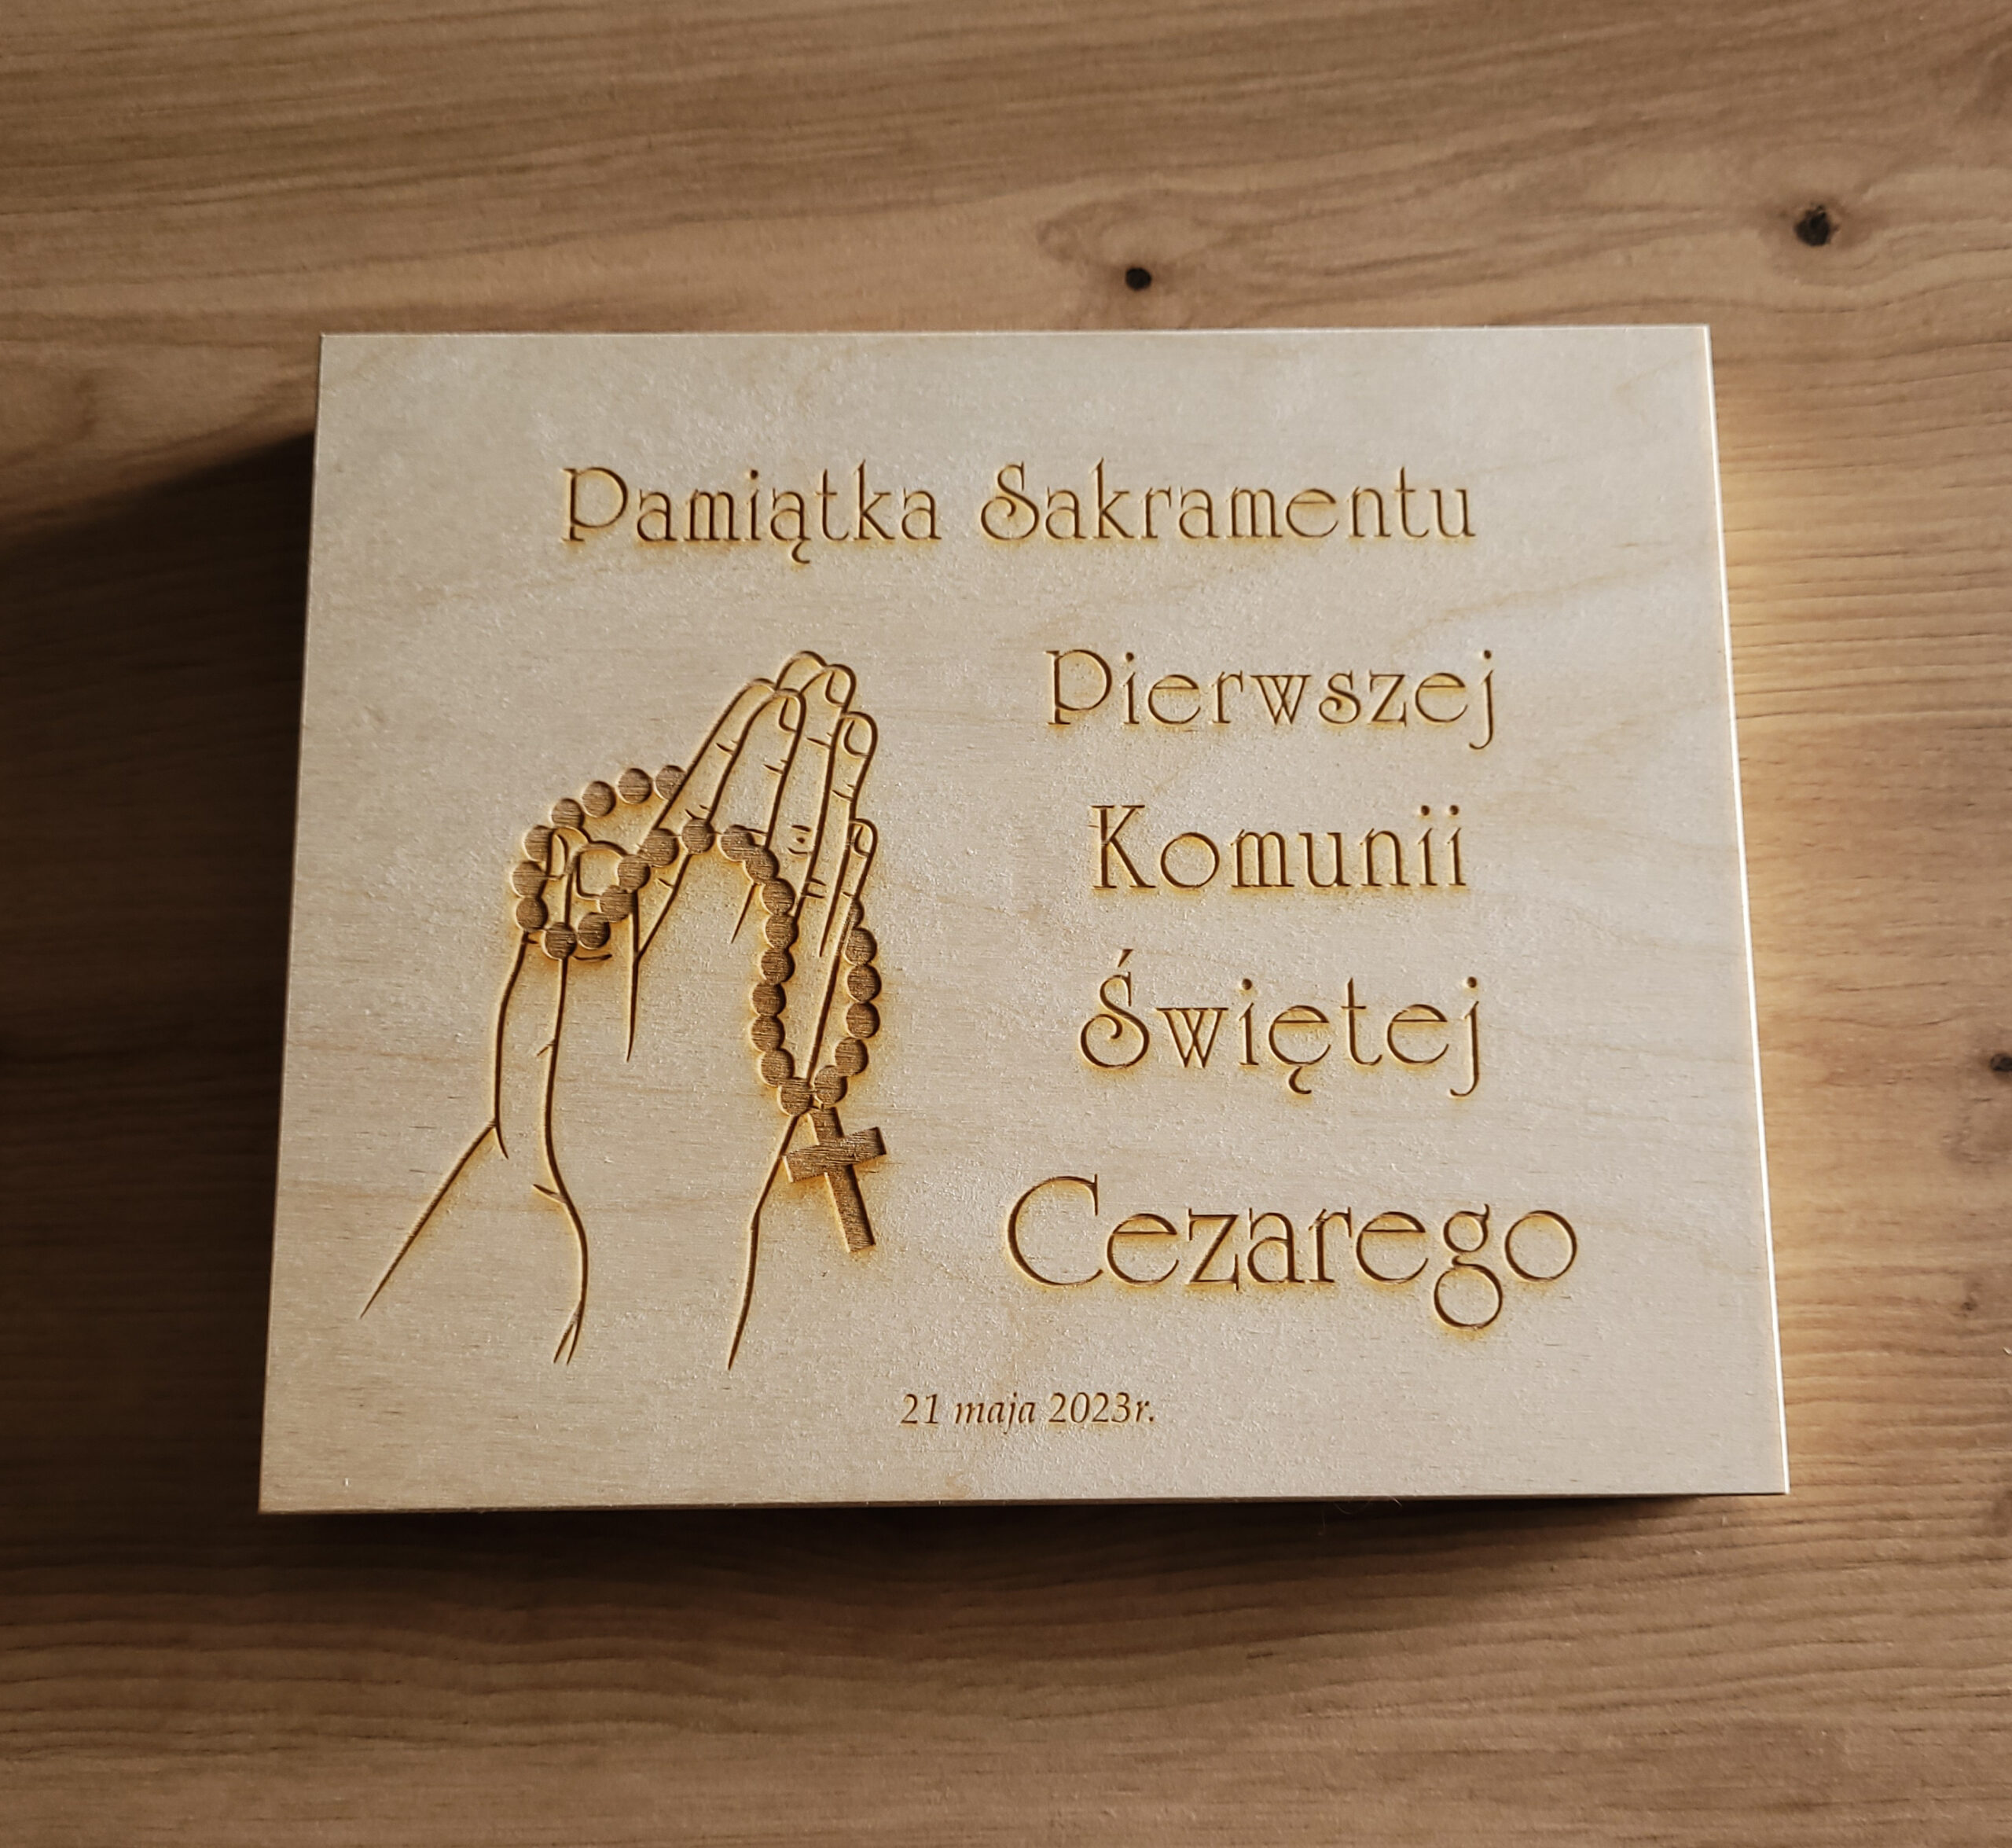 Pamiątka Sakramentu
Pierwszej
Komunii
Świętej
Cezarego
21 maja 2023r.